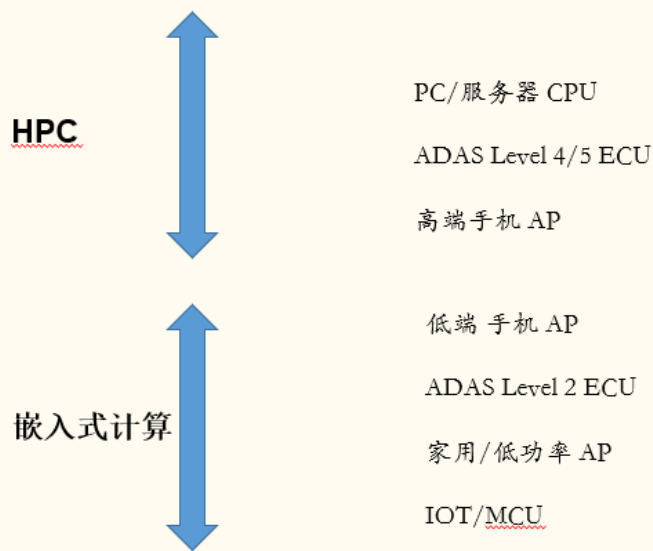 PC/服务器 CPU
HPC
ADAS Level 4/5 ECU
高端手机 AP
低端 手机 AP
ADAS Level 2 ECU
嵌入式计算
家用/低功率 AP
IOT/MCU